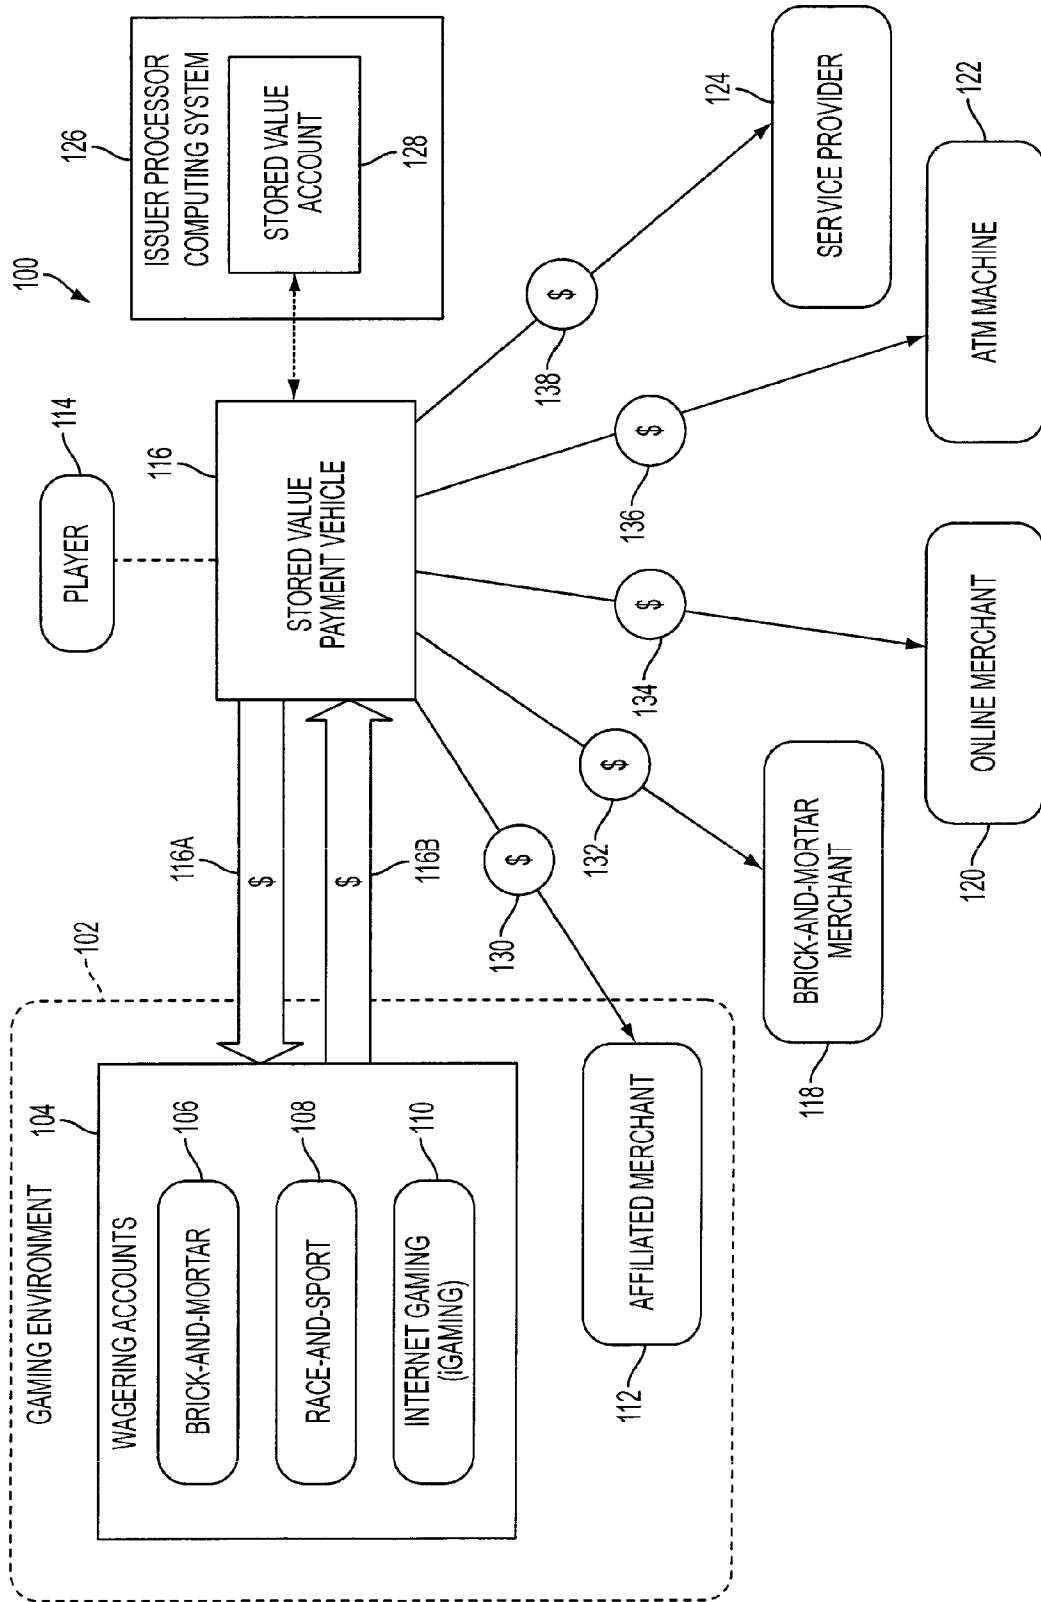 100
GAMING ENVIRONMENT
102
104
WAGERING ACCOUNTS
BRICK-AND-MORTAR
106
RACE-AND-SPORT
108
INTERNET GAMING
(iGAMING)
110
AFFILIATED MERCHANT
112
116A
$
$
116B
PLAYER
114
116
STORED VALUE
PAYMENT VEHICLE
126
ISSUER PROCESSOR
COMPUTING SYSTEM
STORED VALUE
ACCOUNT
128
$
130
$
132
$
134
$
136
$
138
BRICK-AND-MORTAR
MERCHANT
118
ONLINE MERCHANT
120
ATM MACHINE
122
SERVICE PROVIDER
124